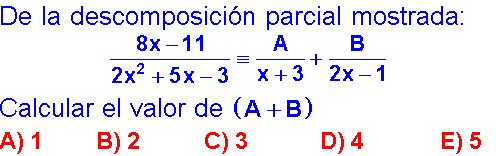 De la descomposición parcial mostrada:
(8x – 11)/(2x² + 5x – 3) ≡ A/(x + 3) + B/(2x – 1)
Calcular el valor de (A + B)
A) 1 B) 2 C) 3 D) 4 E) 5